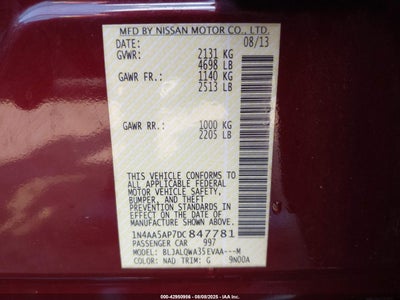 MFD BY NISSAN MOTOR CO., LTD.
DATE: 08/13
GVWR: 2131 KG
4698 LB
GAWR FR.: 1140 KG
2513 LB
GAWR RR.: 1000 KG
2205 LB
THIS VEHICLE CONFORMS TO ALL
APPLICABLE FEDERAL MOTOR
VEHICLE SAFETY,
BUMPER, AND THEFT
PREVENTION STANDARDS IN
EFFECT ON THE DATE OF
MANUFACTURE SHOWN ABOVE.
1N4AA5AP7DC847781
PASSENGER CAR 997
MODEL: BLJALQWA35EVAA---M
COLOR: NAD TRIM: G 9N00A
000-42950956 - 08/08/2025 - IAAI.com